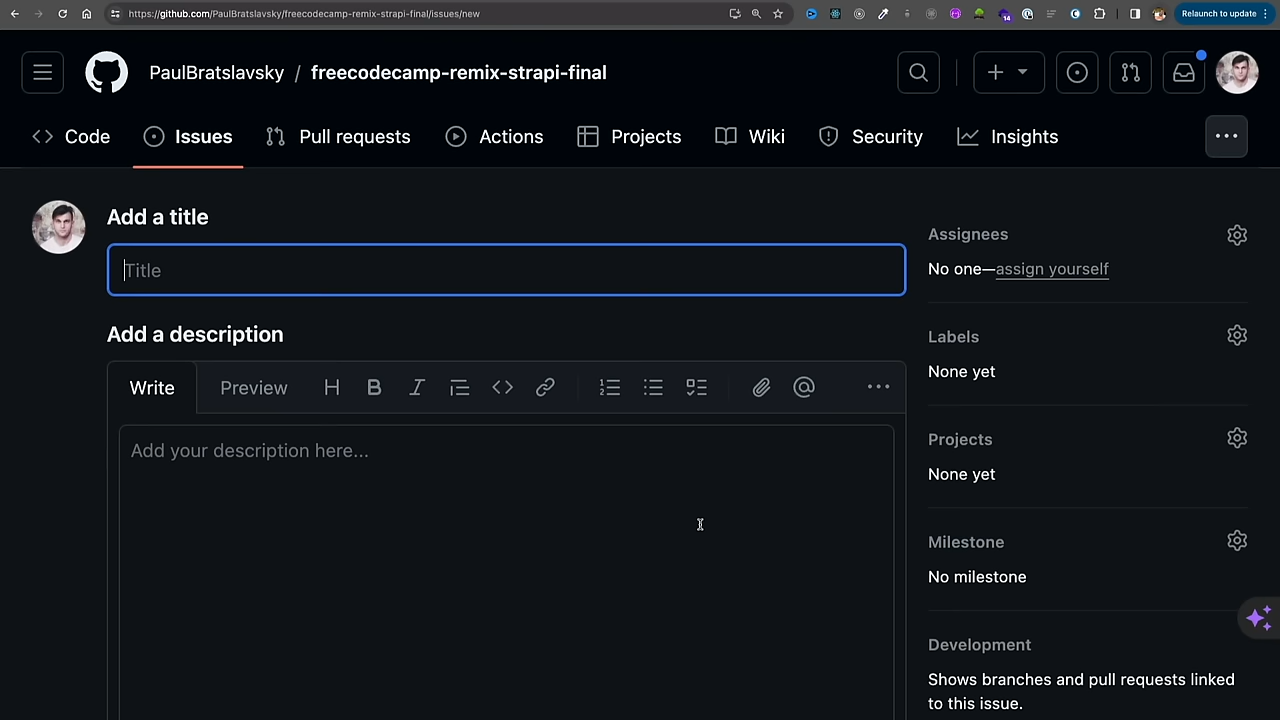 https://github.com/PaulBratslavsky/freecodecamp-remix-strapi-final/issues/new
14
Relaunch to update
PaulBratslavsky / freecodecamp-remix-strapi-final
Code
Issues
Pull requests
Actions
Projects
Wiki
Security
Insights
Add a title
Title
Add a description
Write
Preview
H
B
I
Add your description here...
Assignees
No one—assign yourself
Labels
None yet
Projects
None yet
Milestone
No milestone
Development
Shows branches and pull requests linked
to this issue.